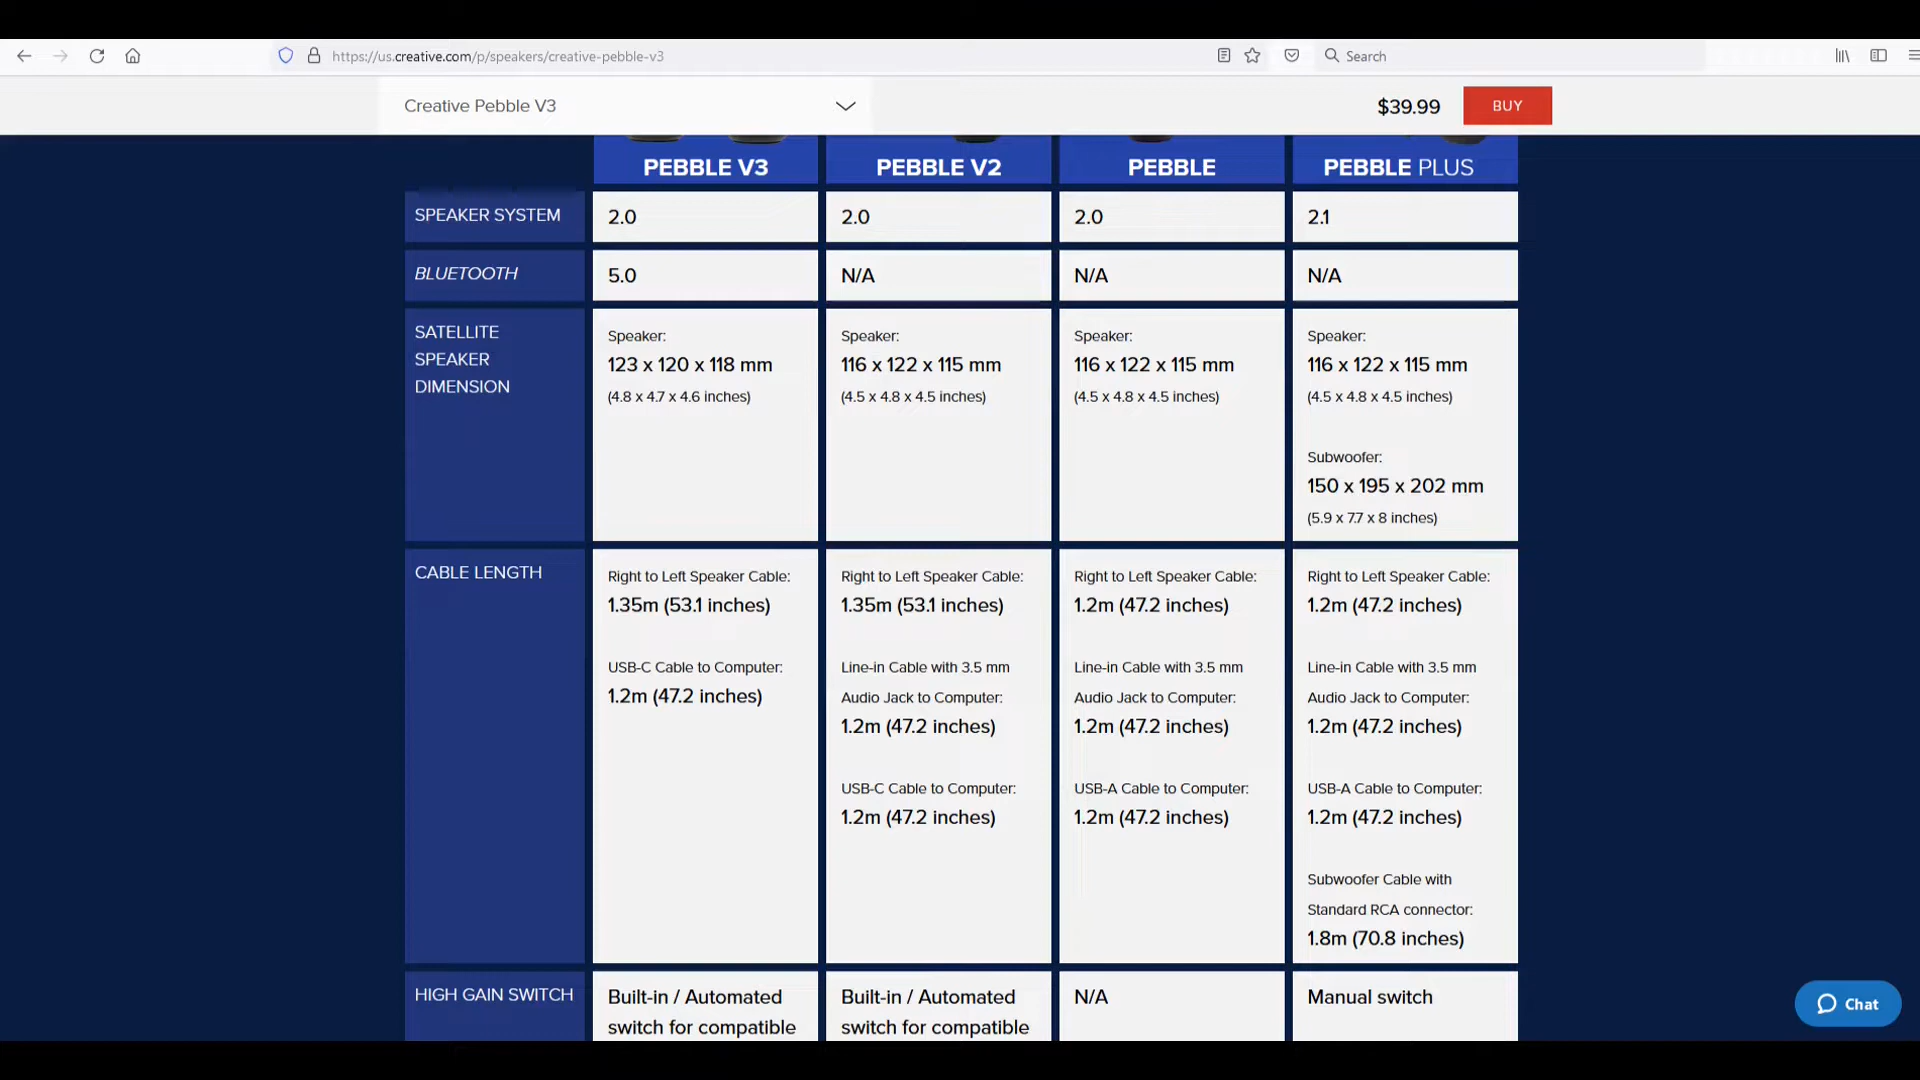 https://us.creative.com/p/speakers/creative-pebble-v3
Search
Creative Pebble V3
$39.99
BUY
PEBBLE V3
PEBBLE V2
PEBBLE
PEBBLE PLUS
SPEAKER SYSTEM
2.0
2.0
2.0
2.1
BLUETOOTH
5.0
N/A
N/A
N/A
SATELLITE
SPEAKER
DIMENSION
Speaker:
123 x 120 x 118 mm
(4.8 x 4.7 x 4.6 inches)
Speaker:
116 x 122 x 115 mm
(4.5 x 4.8 x 4.5 inches)
Speaker:
116 x 122 x 115 mm
(4.5 x 4.8 x 4.5 inches)
Speaker:
116 x 122 x 115 mm
(4.5 x 4.8 x 4.5 inches)
Subwoofer:
150 x 195 x 202 mm
(5.9 x 7.7 x 8 inches)
CABLE LENGTH
Right to Left Speaker Cable:
1.35m (53.1 inches)
USB-C Cable to Computer:
1.2m (47.2 inches)
Right to Left Speaker Cable:
1.35m (53.1 inches)
Line-in Cable with 3.5 mm
Audio Jack to Computer:
1.2m (47.2 inches)
USB-C Cable to Computer:
1.2m (47.2 inches)
Right to Left Speaker Cable:
1.2m (47.2 inches)
Line-in Cable with 3.5 mm
Audio Jack to Computer:
1.2m (47.2 inches)
USB-A Cable to Computer:
1.2m (47.2 inches)
Right to Left Speaker Cable:
1.2m (47.2 inches)
Line-in Cable with 3.5 mm
Audio Jack to Computer:
1.2m (47.2 inches)
USB-A Cable to Computer:
1.2m (47.2 inches)
Subwoofer Cable with
Standard RCA connector:
1.8m (70.8 inches)
HIGH GAIN SWITCH
Built-in / Automated
switch for compatible
Built-in / Automated
switch for compatible
N/A
Manual switch
Chat